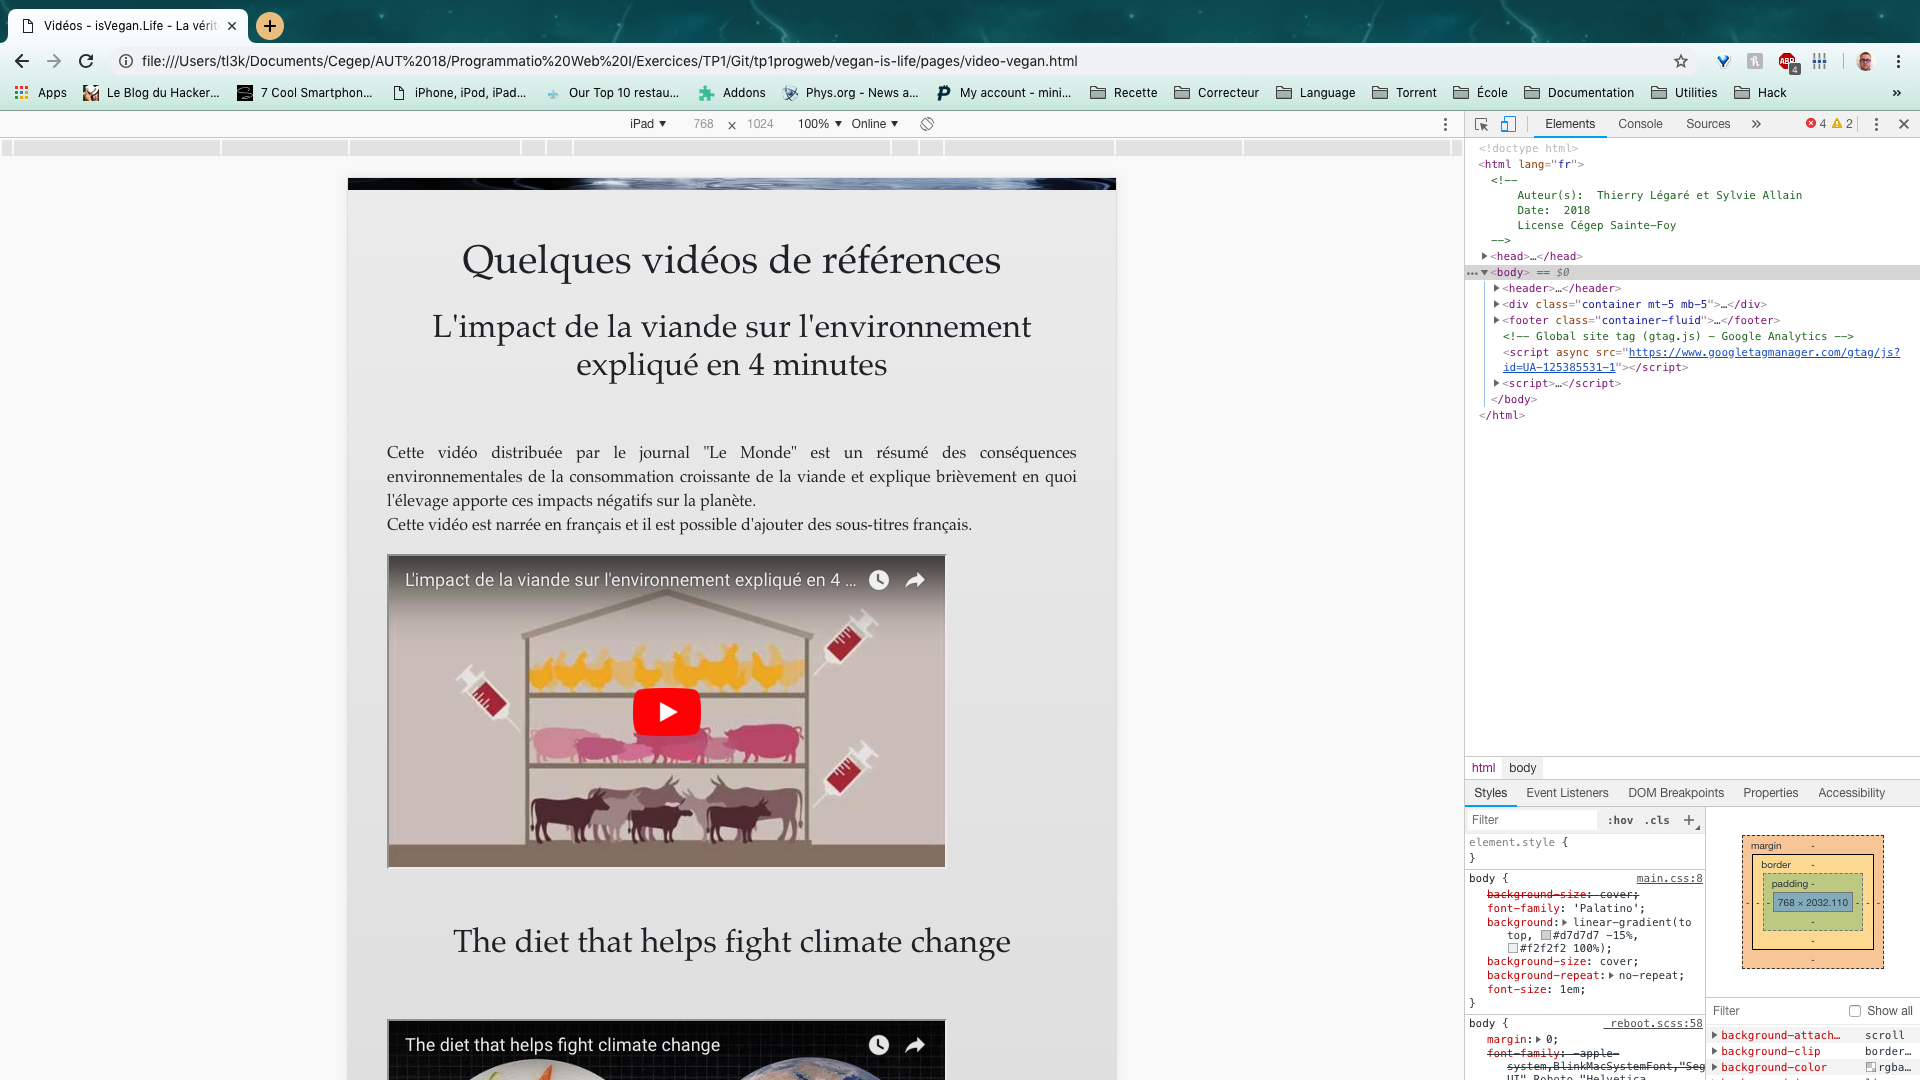 Vidéos - isVegan.Life - La vérit
file:///Users/tl3k/Documents/Cegep/AUT%2018/Programmatio%20Web%20I/Exercices/TP1/Git/tp1progweb/vegan-is-life/pages/video-vegan.html
4
Apps Le Blog du Hacker... 7 Cool Smartphon... iPhone, iPod, iPad... Our Top 10 restau... Addons Phys.org - News a... My account - mini... Recette Correcteur Language Torrent École Documentation Utilities Hack »
iPad ▼ 768 x 1024 100% ▼ Online ▼
Elements Console Sources » 4 2
Quelques vidéos de références
L'impact de la viande sur l'environnement
expliqué en 4 minutes
Cette vidéo distribuée par le journal "Le Monde" est un résumé des conséquences
environnementales de la consommation croissante de la viande et explique brièvement en quoi
l'élevage apporte ces impacts négatifs sur la planète.
Cette vidéo est narrée en français et il est possible d'ajouter des sous-titres français.
L'impact de la viande sur l'environnement expliqué en 4 ...
The diet that helps fight climate change
The diet that helps fight climate change
<!doctype html>
<html lang="fr">
<!--
Auteur(s): Thierry Légaré et Sylvie Allain
Date: 2018
License Cégep Sainte-Foy
-->
<head>…</head>
<body> == $0
<header>…</header>
<div class="container mt-5 mb-5">…</div>
<footer class="container-fluid">…</footer>
<!-- Global site tag (gtag.js) - Google Analytics -->
<script async src="https://www.googletagmanager.com/gtag/js?
id=UA-125385531-1"></script>
<script>…</script>
</body>
</html>
html body
Styles Event Listeners DOM Breakpoints Properties Accessibility
Filter :hov .cls +
element.style {
}
body { main.css:8
background-size: cover;
font-family: 'Palatino';
background: linear-gradient(to
top, #d7d7d7 -15%,
#f2f2f2 100%);
background-size: cover;
background-repeat: no-repeat;
font-size: 1em;
}
body { _reboot.scss:58
margin: 0;
font-family: -apple-
system,BlinkMacSystemFont,"Seg
UI",Roboto,"Helvetica
margin -
border -
padding -
768 × 2032.110
Filter Show all
background-attach… scroll
background-clip border…
background-color rgba…